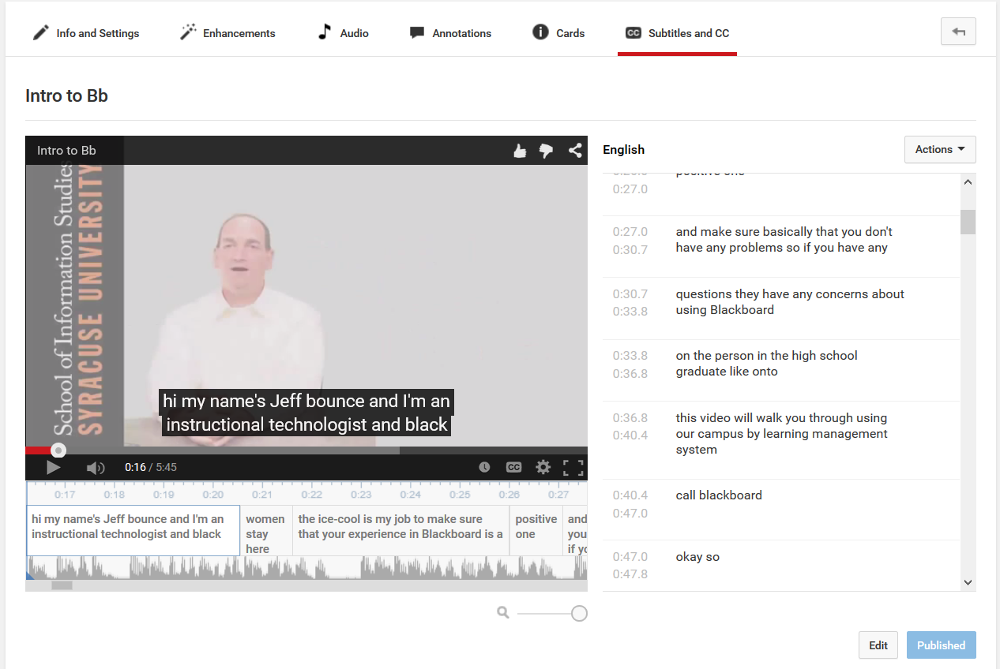 Info and Settings
Enhancements
Audio
Annotations
Cards
CC Subtitles and CC
Intro to Bb
Intro to Bb
School of Information Studies
SYRACUSE UNIVERSITY
hi my name's Jeff bounce and I'm an
instructional technologist and black
0:16 / 5:45
CC
0:17 0:18 0:19 0:20 0:21 0:22 0:23 0:24 0:25 0:26 0:27
hi my name's Jeff bounce and I'm an
instructional technologist and black
women
stay
here
the ice-cool is my job to make sure
that your experience in Blackboard is a
positive
one
and
you
if yo
English
Actions
positive one
0:27.0
0:27.0 and make sure basically that you don't
0:30.7 have any problems so if you have any
0:30.7 questions they have any concerns about
0:33.8 using Blackboard
0:33.8 on the person in the high school
0:36.8 graduate like onto
0:36.8 this video will walk you through using
0:40.4 our campus by learning management
system
0:40.4 call blackboard
0:47.0
0:47.0 okay so
0:47.8
Edit
Published